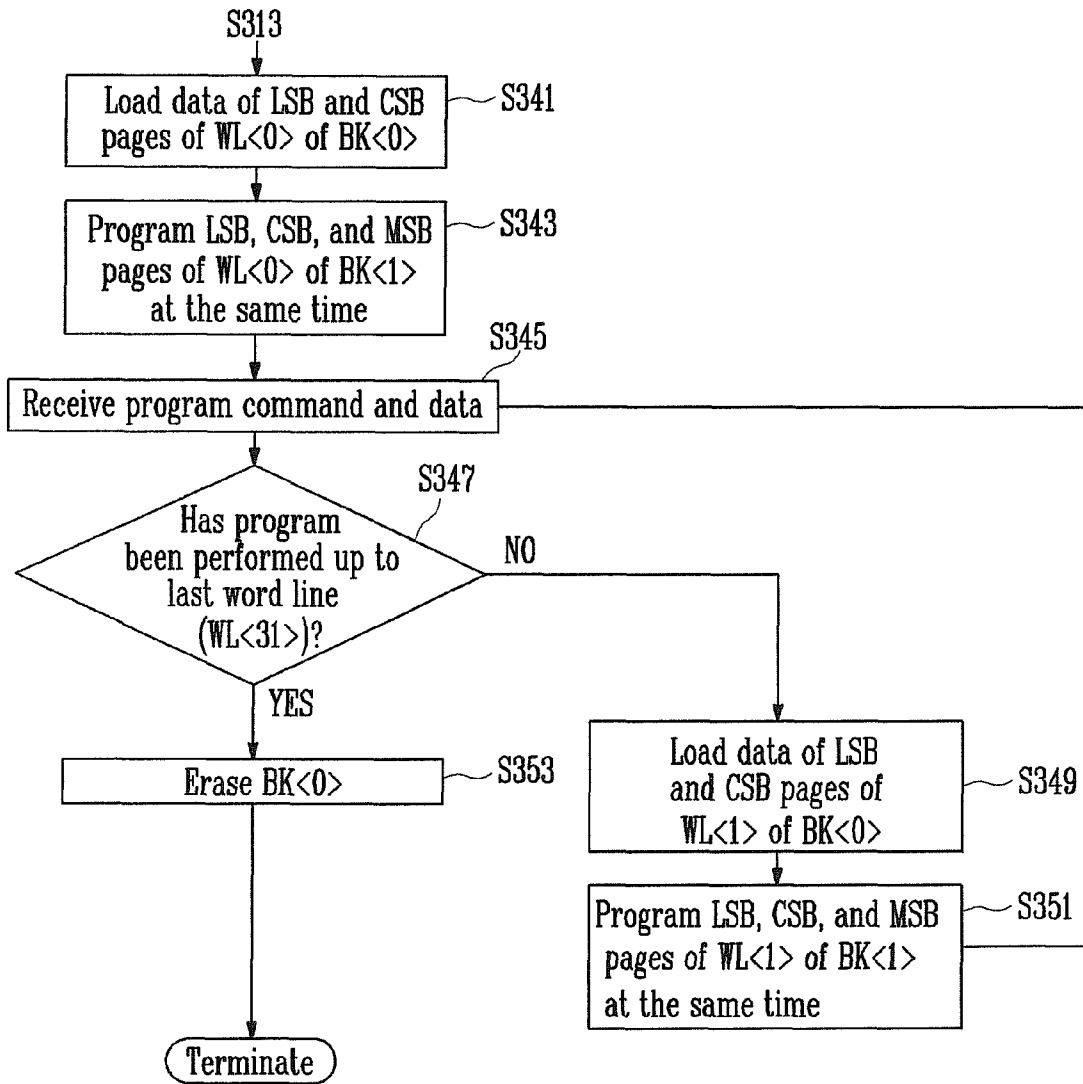 S313
Load data of LSB and CSB
pages of WL<0> of BK<0>
S341
Program LSB, CSB, and MSB
pages of WL<0> of BK<1>
at the same time
S343
S345
Receive program command and data
S347
Has program
been performed up to
last word line
(WL<31>)?
NO
YES
Erase BK<0>
S353
Load data of LSB
and CSB pages of
WL<1> of BK<0>
S349
Program LSB, CSB, and MSB
pages of WL<1> of BK<1>
at the same time
S351
Terminate